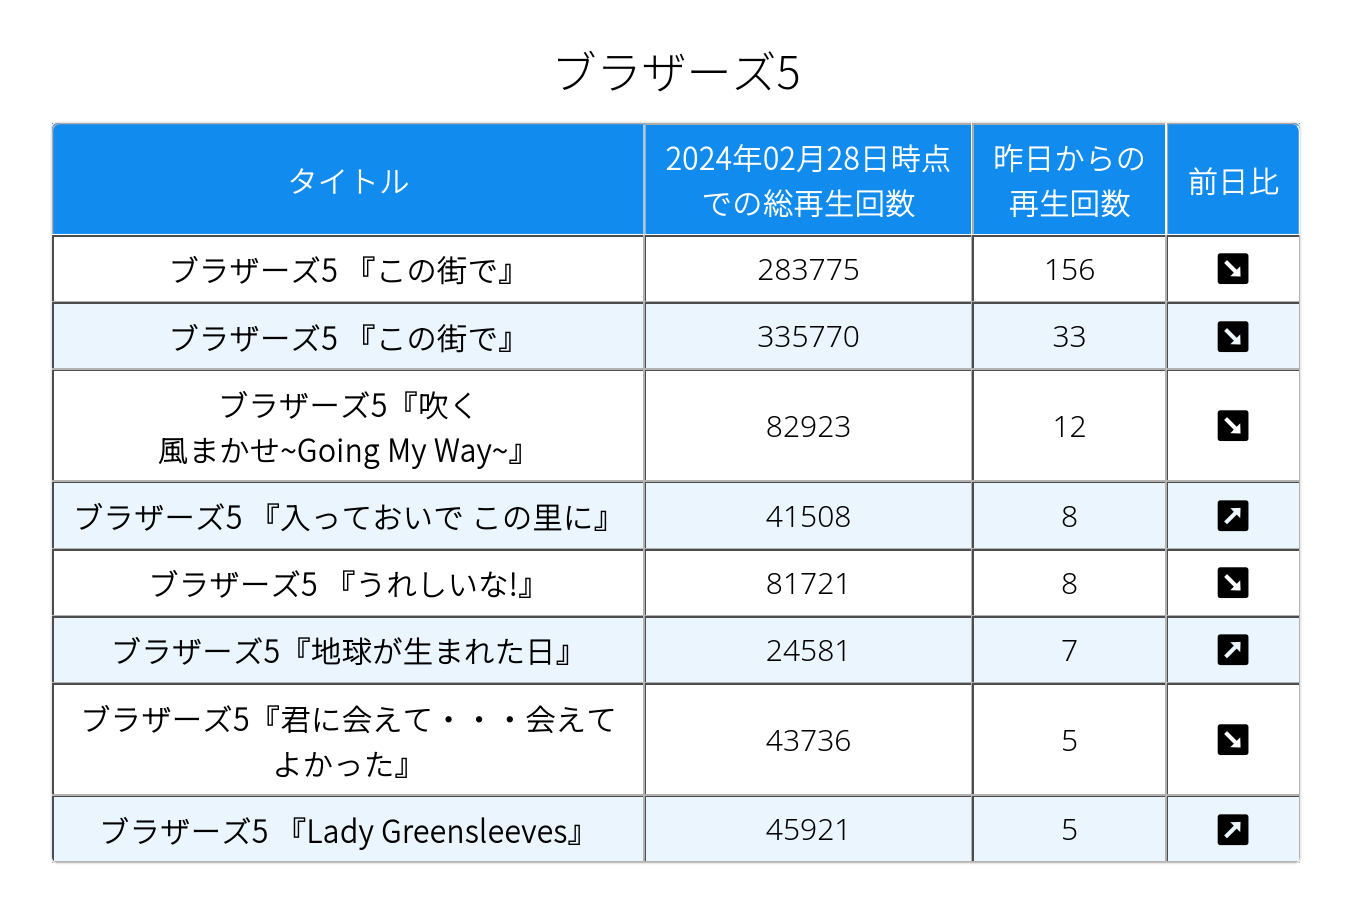 ブラザーズ5
タイトル
2024年02月28日時点
での総再生回数
昨日からの
再生回数
前日比
ブラザーズ5 『この街で』
283775
156
ブラザーズ5 『この街で』
335770
33
ブラザーズ5『吹く
風まかせ~Going My Way~』
82923
12
ブラザーズ5 『入っておいで この里に』
41508
8
ブラザーズ5 『うれしいな!』
81721
8
ブラザーズ5『地球が生まれた日』
24581
7
ブラザーズ5『君に会えて・・・会えて
よかった』
43736
5
ブラザーズ5 『Lady Greensleeves』
45921
5